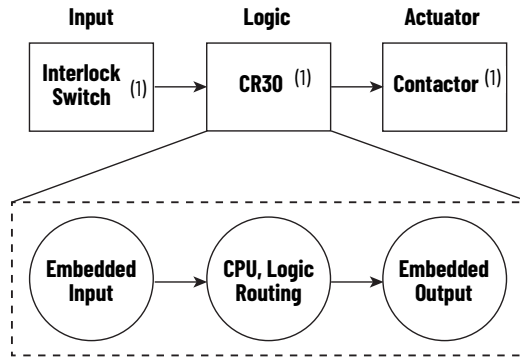 Input
Logic
Actuator
Interlock
Switch (1)
CR30 (1)
Contactor (1)
Embedded
Input
CPU, Logic
Routing
Embedded
Output